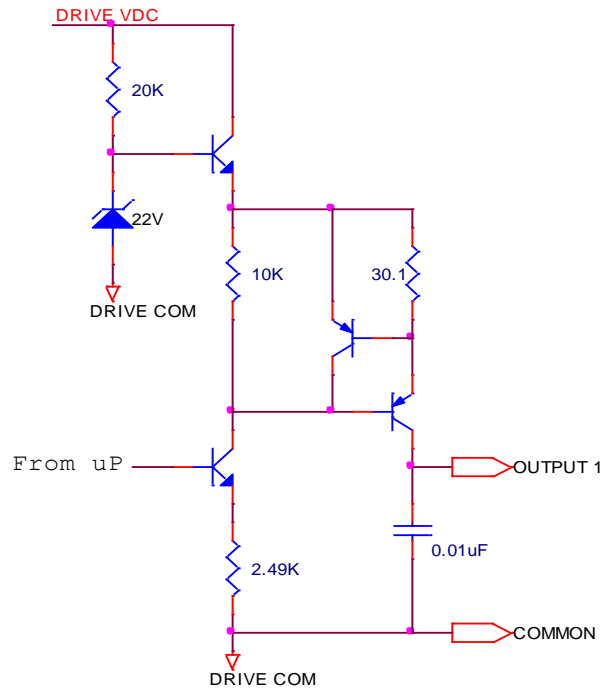 DRIVE VDC
20K
22V
DRIVE COM
10K
30.1
From uP
OUTPUT 1
0.01uF
2.49K
COMMON
DRIVE COM